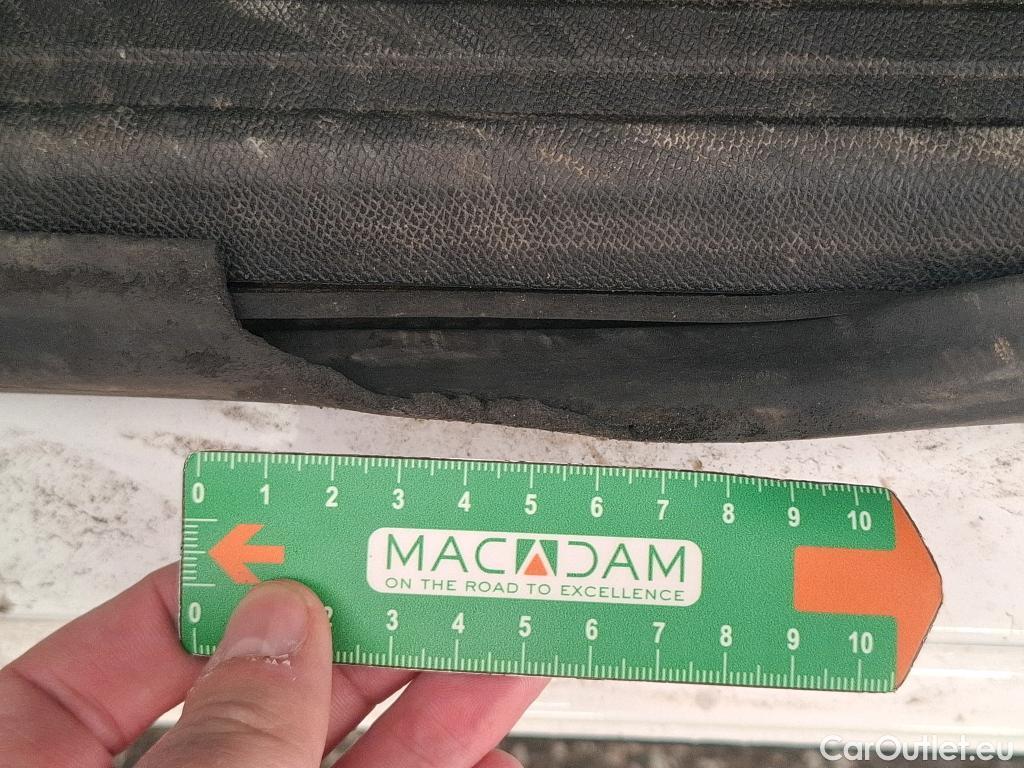 0 1 2 3 4 5 6 7 8 9 10
MACADAM
ON THE ROAD TO EXCELLENCE
0 2 3 4 5 6 7 8 9 10
CarOutlet.eu